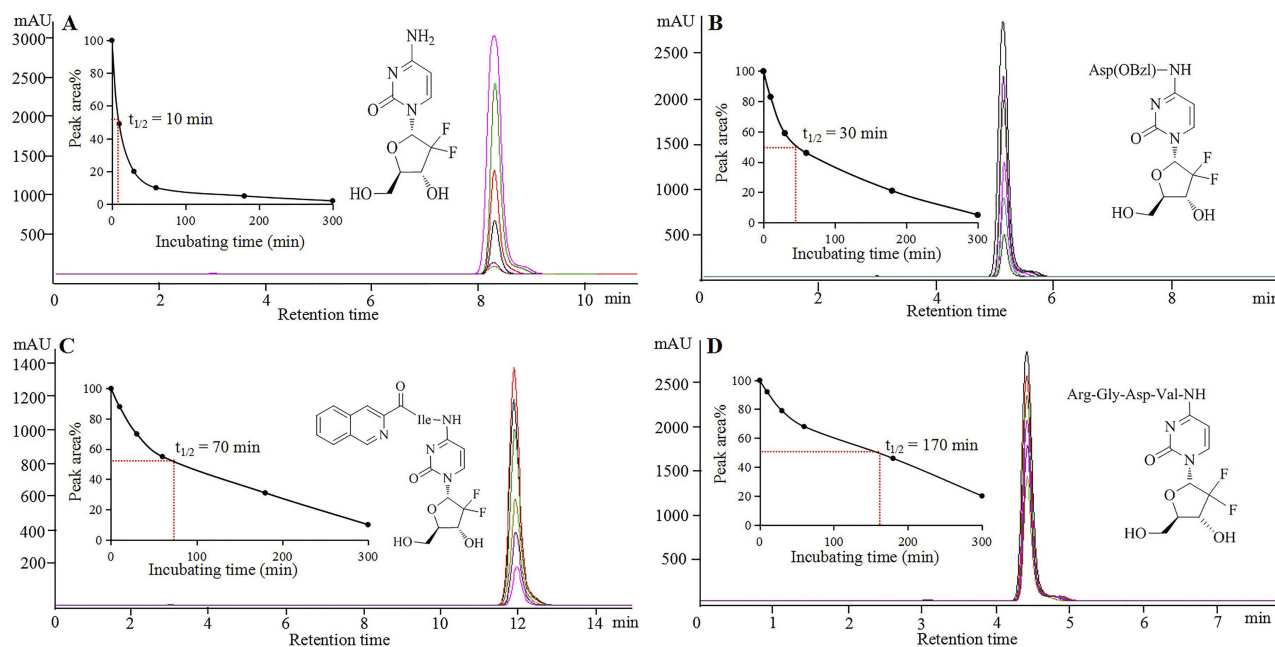 A
mAU
3000
2500
2000
1500
1000
500
0
2
4
6
8
10
min
Retention time
Peak area%
100
80
60
40
20
0
0
100
200
300
Incubating time (min)
t1/2 = 10 min
NH2
N
O
N
O
F
F
HO
OH
B
mAU
2500
2000
1500
1000
500
0
2
4
6
8
min
Retention time
Peak area%
100
80
60
40
20
0
0
100
200
300
Incubating time (min)
t1/2 = 30 min
Asp(OBzl)–NH
N
O
N
O
F
F
HO
OH
C
mAU
1400
1200
1000
800
600
400
200
0
2
4
6
8
10
12
14
min
Retention time
Peak area%
100
80
60
40
20
0
0
100
200
300
Incubating time (min)
t1/2 = 70 min
O
Ile–NH
N
N
O
N
O
F
F
HO
OH
D
mAU
2500
2000
1500
1000
500
0
1
2
3
4
5
6
7
min
Retention time
Peak area%
100
80
60
40
20
0
0
100
200
300
Incubating time (min)
t1/2 = 170 min
Arg-Gly-Asp-Val-NH
N
O
N
O
F
F
HO
OH